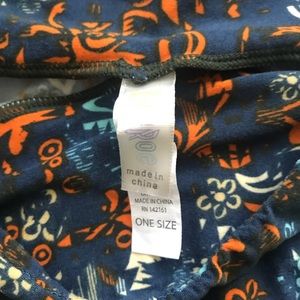 made in
china
MADE IN CHINA
RN 142161
ONE SIZE